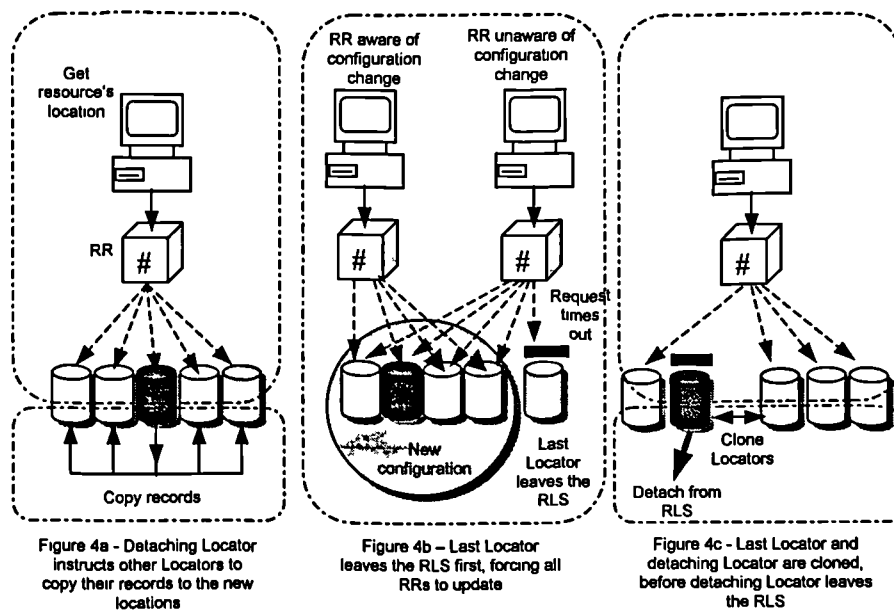 Get
resource's
location
RR
#
Copy records
Figure 4a - Detaching Locator
instructs other Locators to
copy their records to the new
locations
RR aware of
configuration
change
RR unaware of
configuration
change
#
#
Request
times
out
New
configuration
Last
Locator
leaves the
RLS
Figure 4b – Last Locator
leaves the RLS first, forcing all
RRs to update
#
Clone
Locators
Detach from
RLS
Figure 4c - Last Locator and
detaching Locator are cloned,
before detaching Locator leaves
the RLS